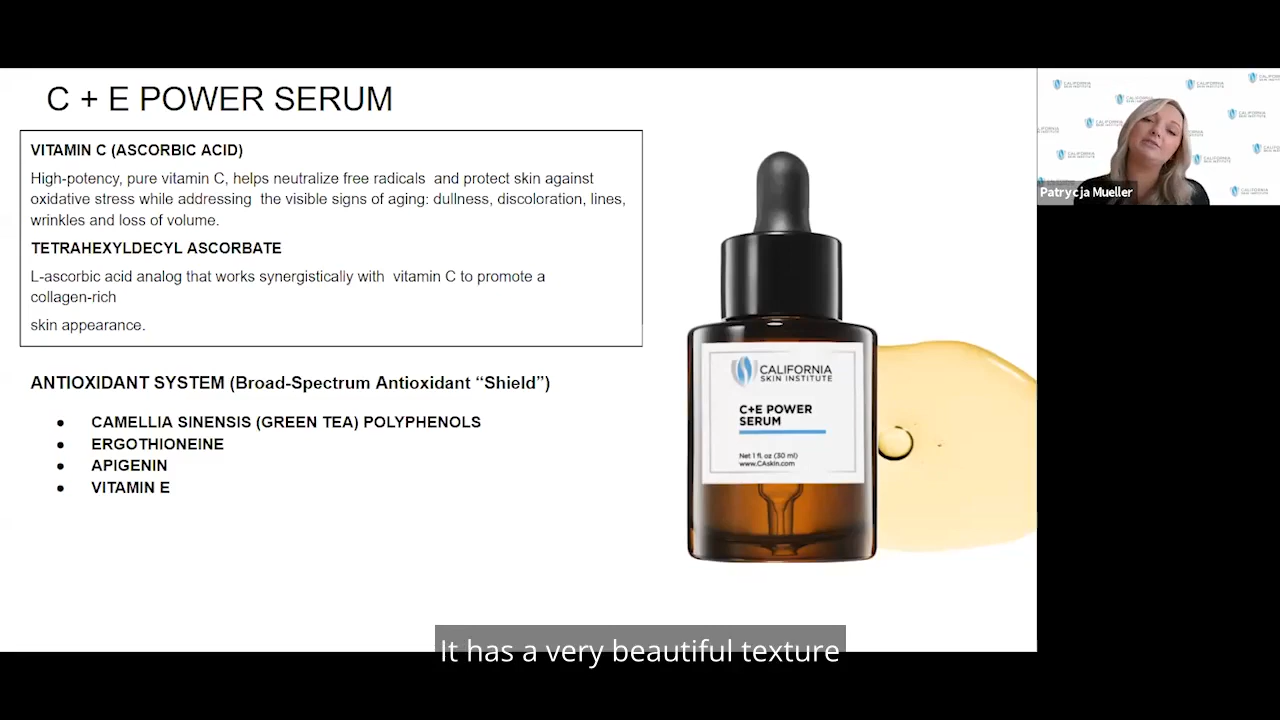 C + E POWER SERUM
VITAMIN C (ASCORBIC ACID)
High-potency, pure vitamin C, helps neutralize free radicals and protect skin against
oxidative stress while addressing the visible signs of aging: dullness, discoloration, lines,
wrinkles and loss of volume.
TETRAHEXYLDECYL ASCORBATE
L-ascorbic acid analog that works synergistically with vitamin C to promote a
collagen-rich
skin appearance.
ANTIOXIDANT SYSTEM (Broad-Spectrum Antioxidant “Shield”)
● CAMELLIA SINENSIS (GREEN TEA) POLYPHENOLS
● ERGOTHIONEINE
● APIGENIN
● VITAMIN E
CALIFORNIA
SKIN INSTITUTE
C+E POWER
SERUM
Net 1 fl. oz (30 ml)
www.CAskin.com
CALIFORNIA
SKIN INSTITUTE
Patrycja Mueller
It has a very beautiful texture